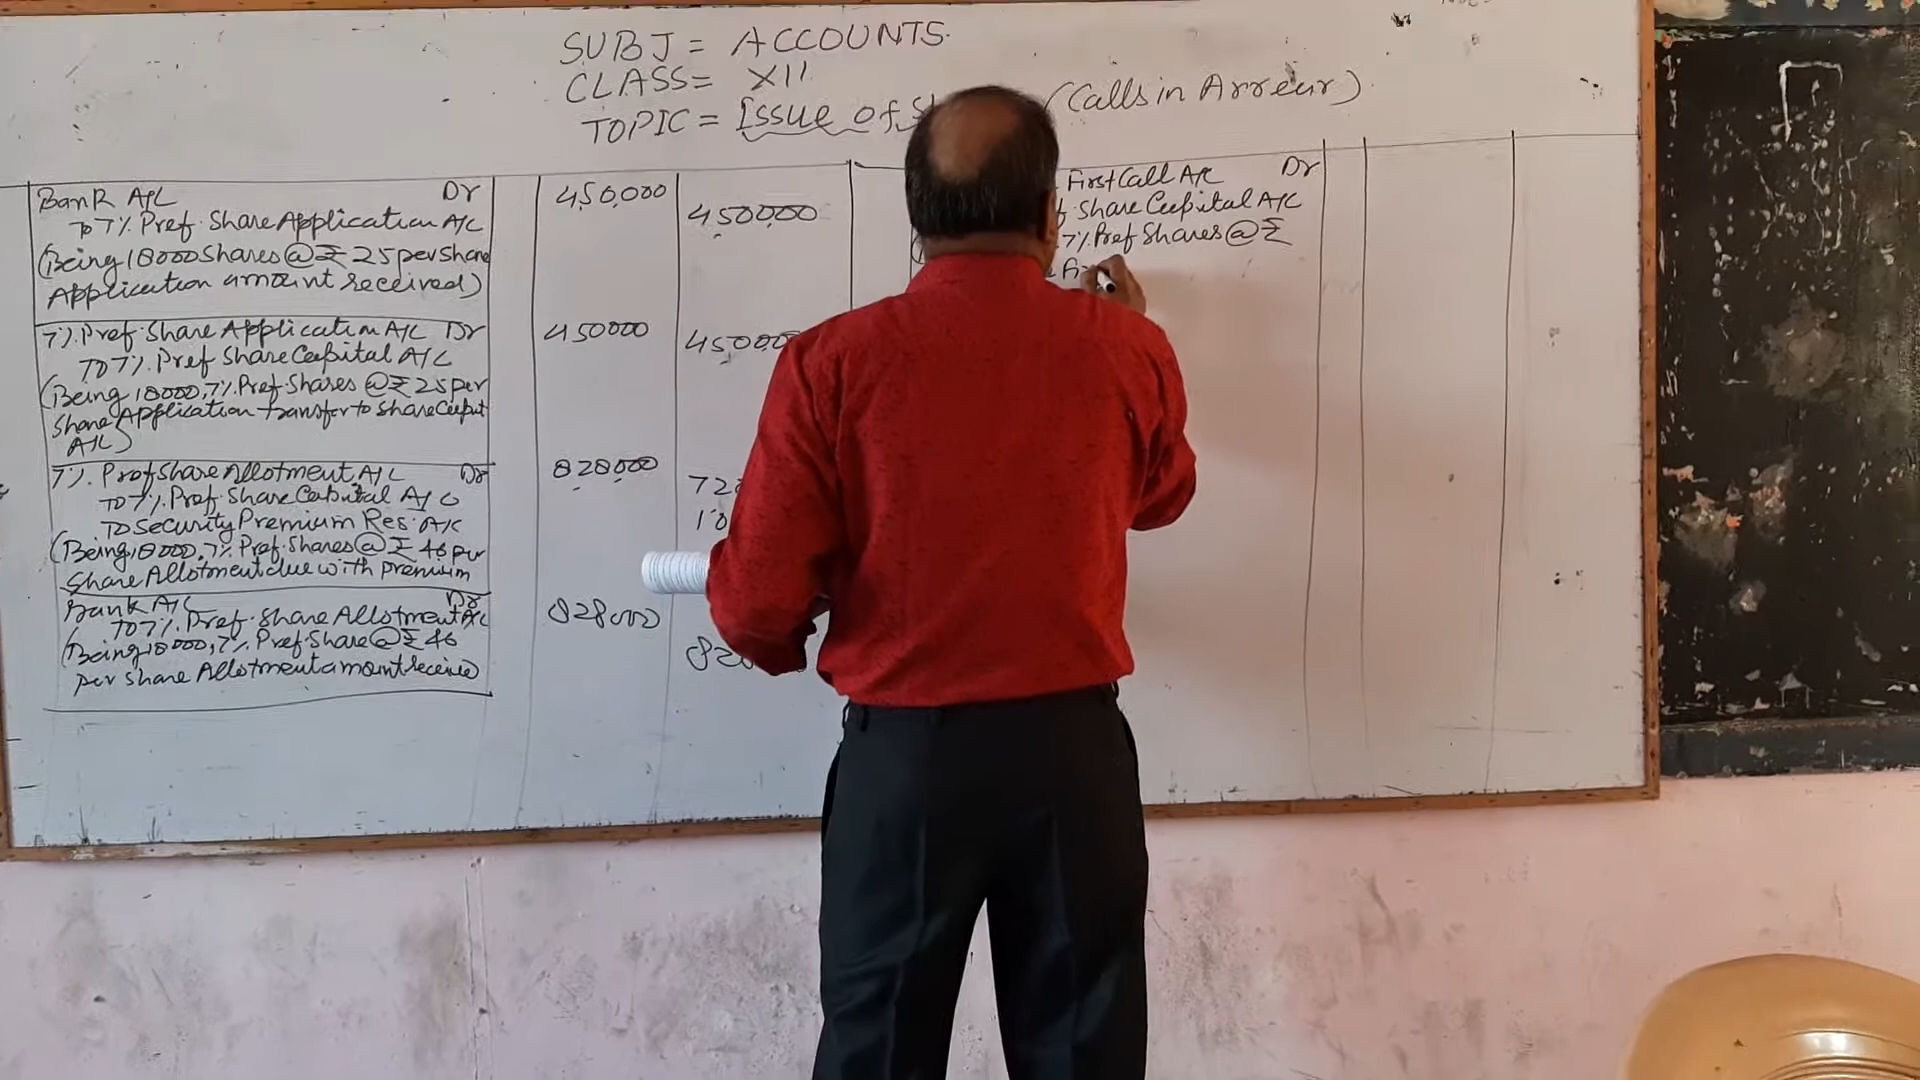 SUBJ = ACCOUNTS.
CLASS = XII
TOPIC = Issue of (Calls in Arrear)
Bank A/C Dr 450,000
To 7% Pref. Share Application A/C 450000
(Being 18000 Shares @ ₹ 25 per Share
Application amount received)
7% Pref. Share Application A/C Dr 450000
To 7% Pref Share Capital A/C 450000
(Being 18000, 7% Pref. Shares @ ₹ 25 per
Share Application transfer to Share
A/C)
7% Pref Share Allotment A/C Dr 828000
To 7% Pref. Share Capital A/C
To Security Premium Res. A/C
(Being 18000, 7% Pref. Shares @ ₹ 46 per
Share Allotment due with premium
Bank A/C Dr 828000
To 7% Pref. Share Allotment A/C
(Being 18000, 7% Pref. Share @ ₹ 46
per share Allotment amount
First Call A/C Dr
Share Capital A/C
7% Pref Shares @ ₹